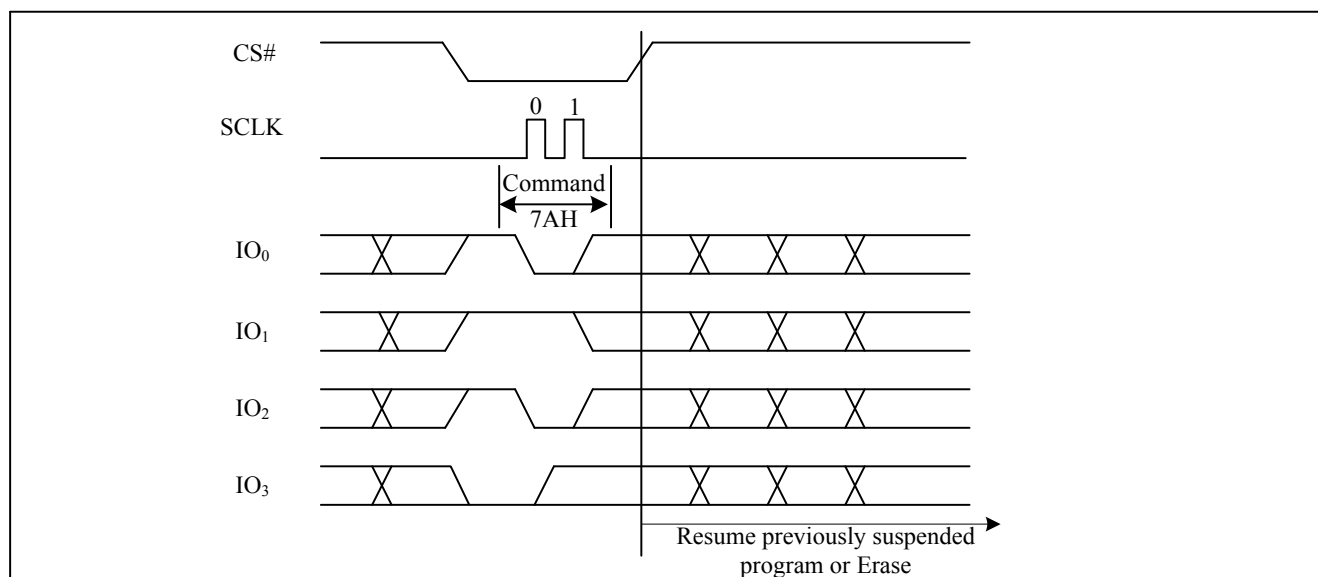 CS#
0 1
SCLK
Command
7AH
IO₀
IO₁
IO₂
IO₃
Resume previously suspended
program or Erase